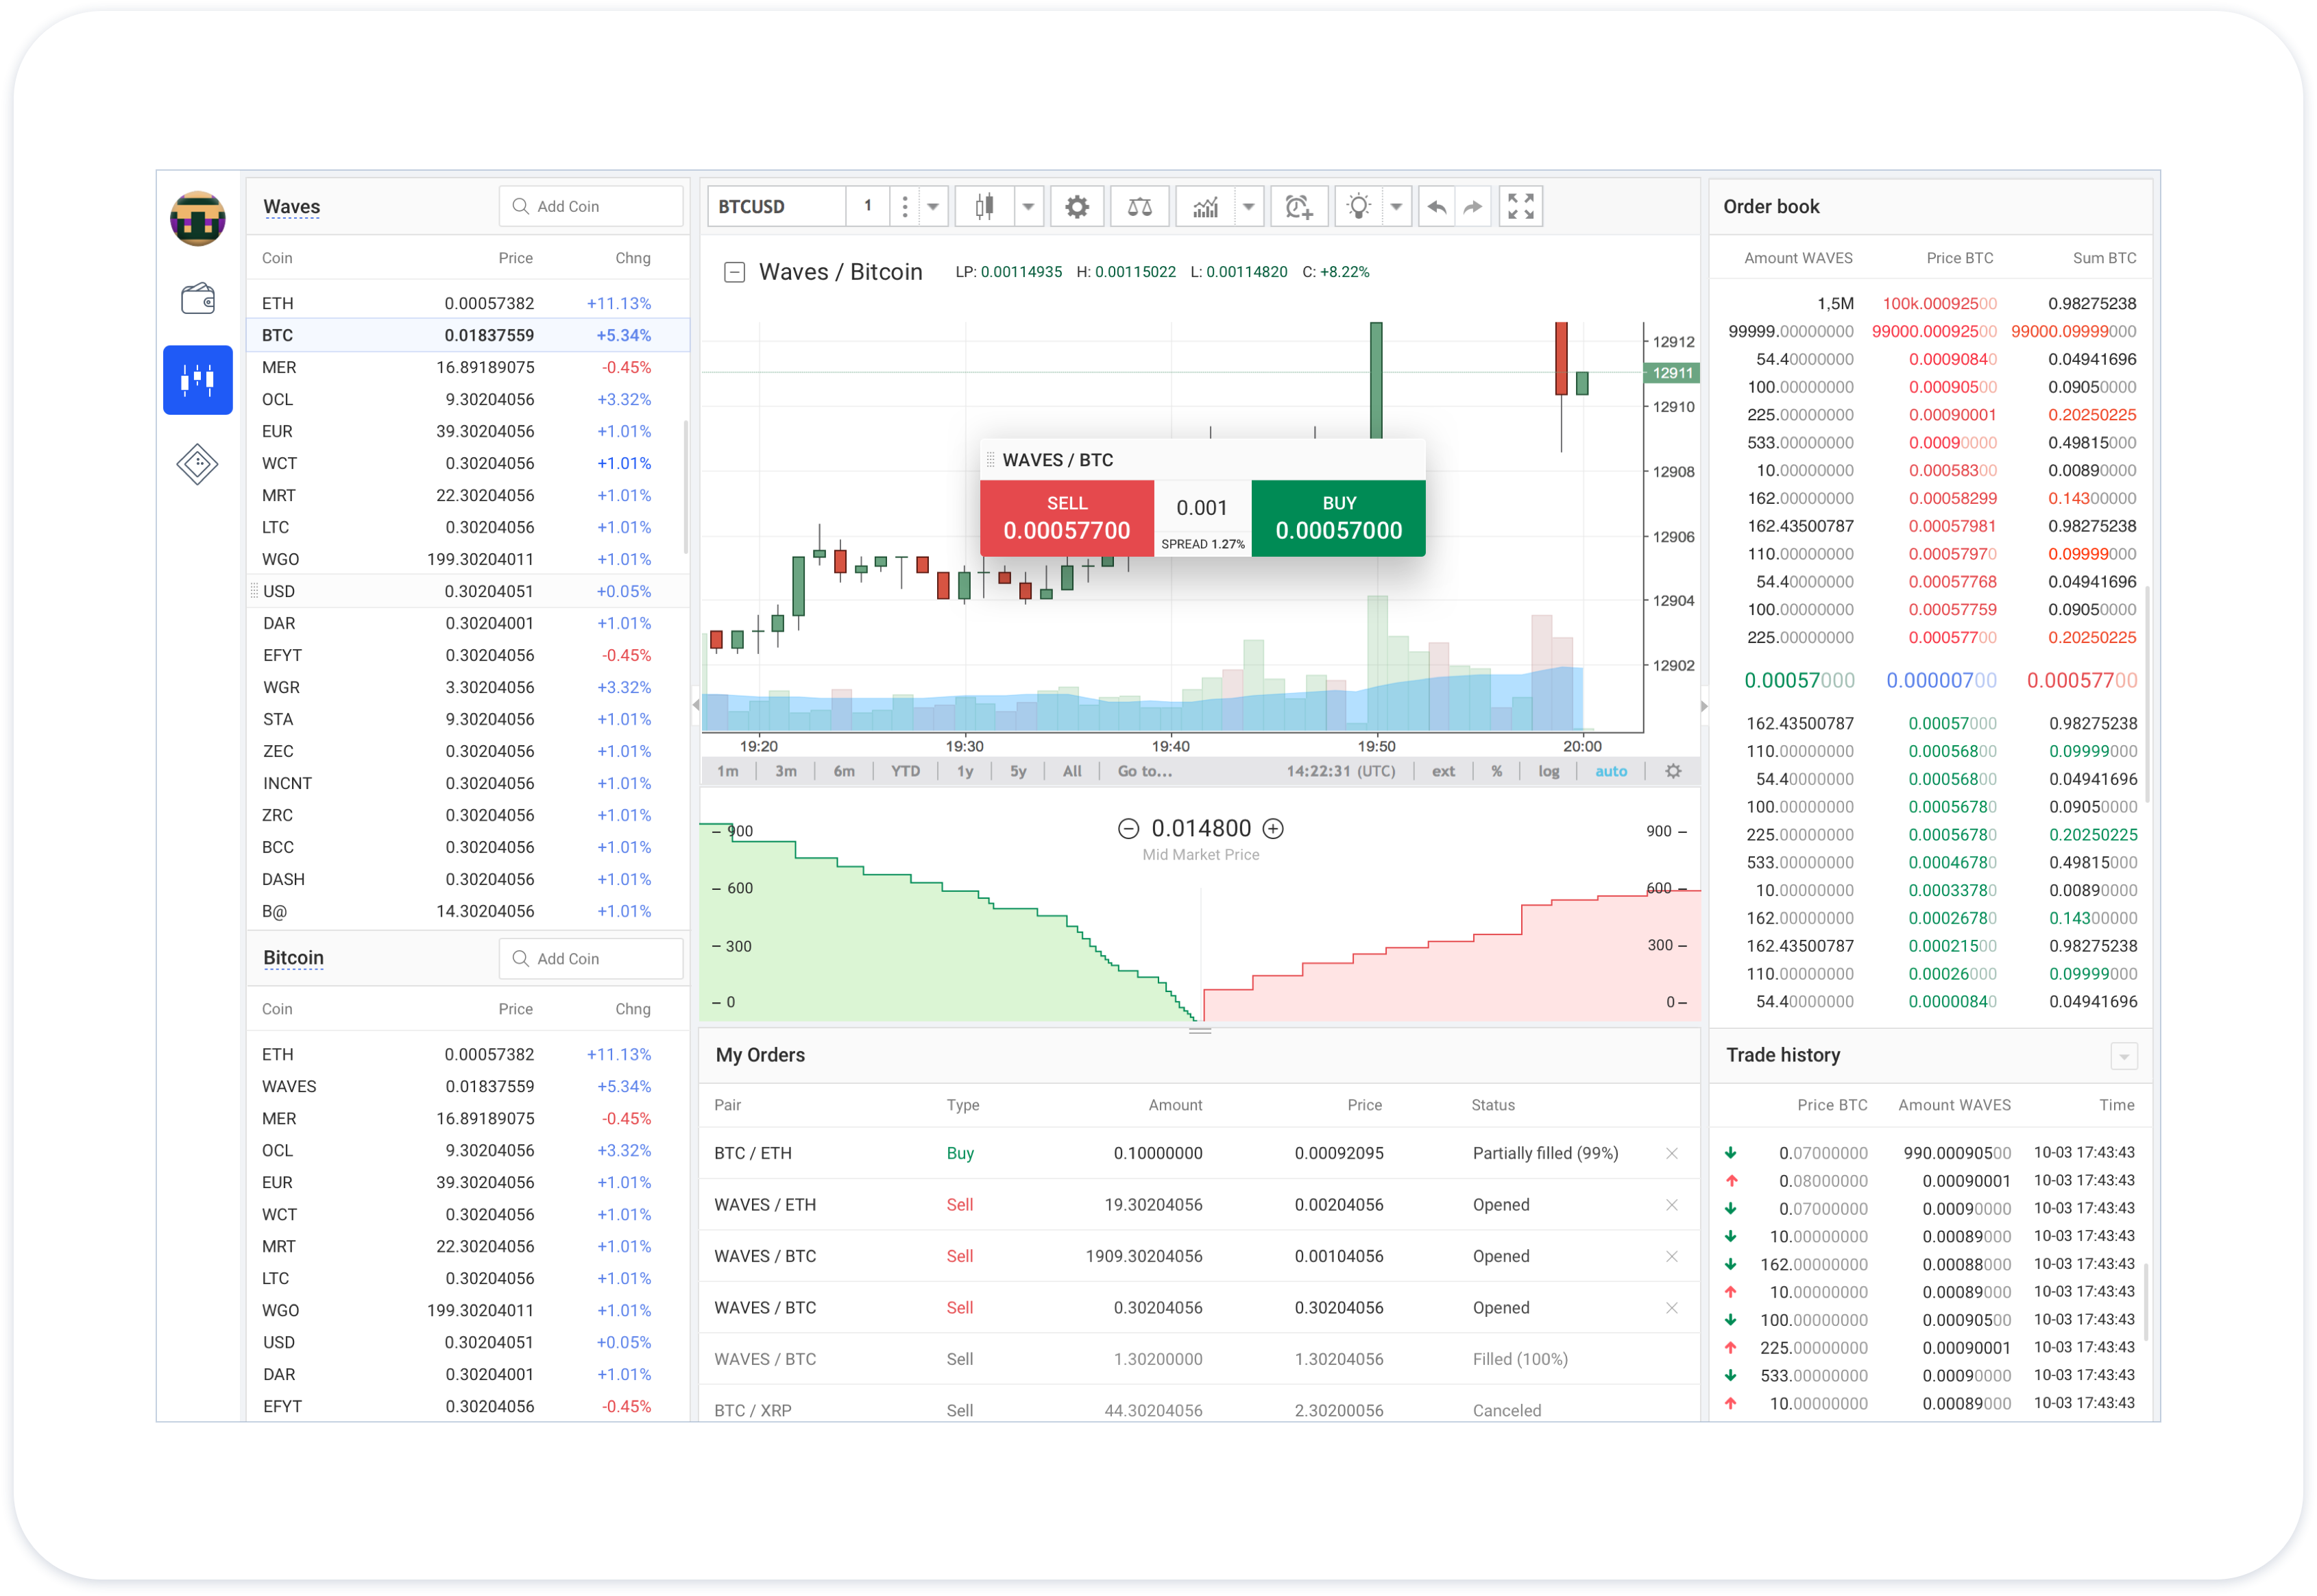 Waves
Add Coin
Coin Price Chng
ETH 0.00057382 +11.13%
BTC 0.01837559 +5.34%
MER 16.89189075 -0.45%
OCL 9.30204056 +3.32%
EUR 39.30204056 +1.01%
WCT 0.30204056 +1.01%
MRT 22.30204056 +1.01%
LTC 0.30204056 +1.01%
WGO 199.30204011 +1.01%
USD 0.30204051 +0.05%
DAR 0.30204001 +1.01%
EFYT 0.30204056 -0.45%
WGR 3.30204056 +3.32%
STA 9.30204056 +1.01%
ZEC 0.30204056 +1.01%
INCNT 0.30204056 +1.01%
ZRC 0.30204056 +1.01%
BCC 0.30204056 +1.01%
DASH 0.30204056 +1.01%
B@ 14.30204056 +1.01%
Bitcoin
Add Coin
Coin Price Chng
ETH 0.00057382 +11.13%
WAVES 0.01837559 +5.34%
MER 16.89189075 -0.45%
OCL 9.30204056 +3.32%
EUR 39.30204056 +1.01%
WCT 0.30204056 +1.01%
MRT 22.30204056 +1.01%
LTC 0.30204056 +1.01%
WGO 199.30204011 +1.01%
USD 0.30204051 +0.05%
DAR 0.30204001 +1.01%
EFYT 0.30204056 -0.45%
BTCUSD 1
Waves / Bitcoin LP: 0.00114935 H: 0.00115022 L: 0.00114820 C: +8.22%
12912
12911
12910
12908
12906
12904
12902
WAVES / BTC
SELL 0.001 BUY
0.00057700 SPREAD 1.27% 0.00057000
19:20 19:30 19:40 19:50 20:00
1m 3m 6m YTD 1y 5y All Go to... 14:22:31 (UTC) ext % log auto
0.014800
Mid Market Price
900 900
600 600
300 300
0 0
My Orders
Pair Type Amount Price Status
BTC / ETH Buy 0.10000000 0.00092095 Partially filled (99%)
WAVES / ETH Sell 19.30204056 0.00204056 Opened
WAVES / BTC Sell 1909.30204056 0.00104056 Opened
WAVES / BTC Sell 0.30204056 0.30204056 Opened
WAVES / BTC Sell 1.30200000 1.30204056 Filled (100%)
BTC / XRP Sell 44.30204056 2.30200056 Canceled
Order book
Amount WAVES Price BTC Sum BTC
1,5M 100k.00092500 0.98275238
99999.00000000 99000.00092500 99000.09999000
54.40000000 0.00090840 0.04941696
100.00000000 0.00090500 0.09050000
225.00000000 0.00090001 0.20250225
533.00000000 0.00090000 0.49815000
10.00000000 0.00058300 0.00890000
162.00000000 0.00058299 0.14300000
162.43500787 0.00057981 0.98275238
110.00000000 0.00057970 0.09999000
54.40000000 0.00057768 0.04941696
100.00000000 0.00057759 0.09050000
225.00000000 0.00057700 0.20250225
0.00057000 0.00000700 0.00057700
162.43500787 0.00057000 0.98275238
110.00000000 0.00056800 0.09999000
54.40000000 0.00056800 0.04941696
100.00000000 0.00056780 0.09050000
225.00000000 0.00056780 0.20250225
533.00000000 0.00046780 0.49815000
10.00000000 0.00033780 0.00890000
162.00000000 0.00026780 0.14300000
162.43500787 0.00021500 0.98275238
110.00000000 0.00026000 0.09999000
54.40000000 0.00000840 0.04941696
Trade history
Price BTC Amount WAVES Time
0.07000000 990.00090500 10-03 17:43:43
0.08000000 0.00090001 10-03 17:43:43
0.07000000 0.00090000 10-03 17:43:43
10.00000000 0.00089000 10-03 17:43:43
162.00000000 0.00088000 10-03 17:43:43
10.00000000 0.00089000 10-03 17:43:43
100.00000000 0.00090500 10-03 17:43:43
225.00000000 0.00090001 10-03 17:43:43
533.00000000 0.00090000 10-03 17:43:43
10.00000000 0.00089000 10-03 17:43:43